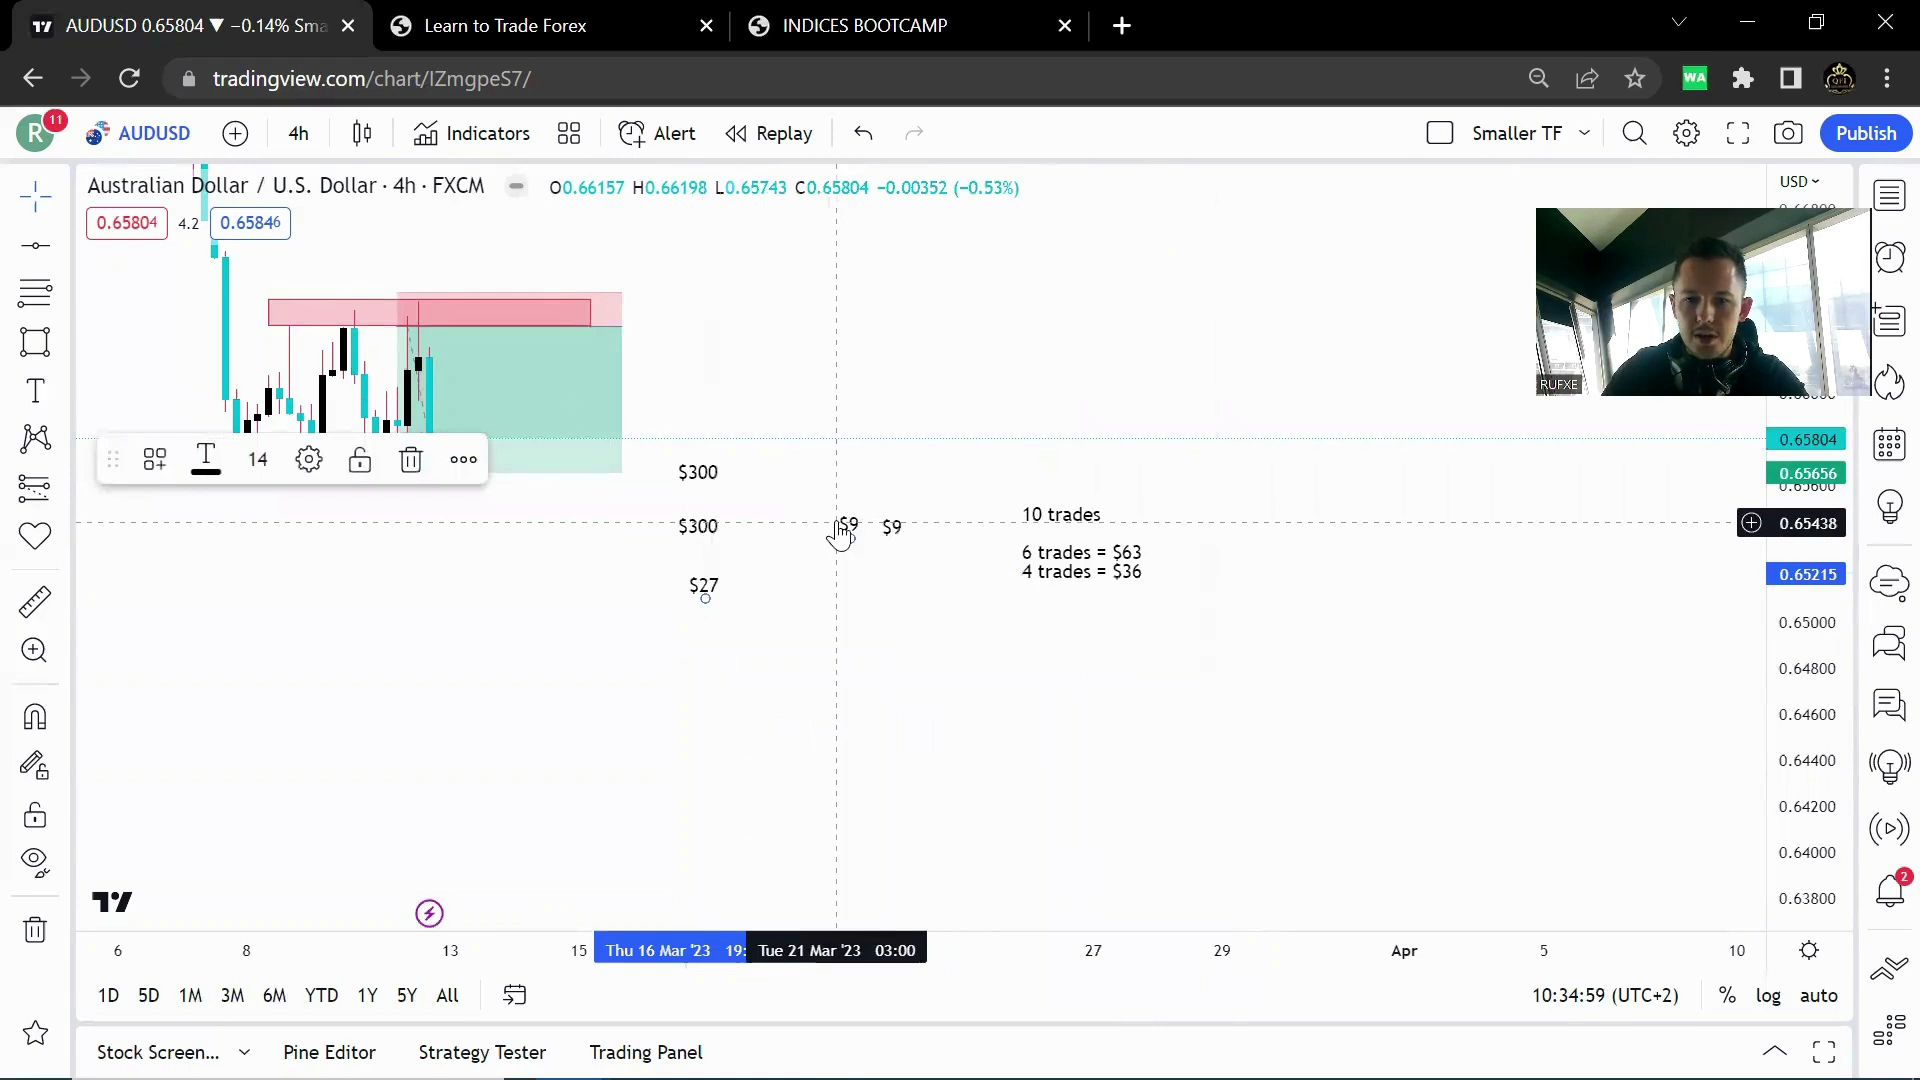 AUDUSD 0.65804 ▼ −0.14% Sma
Learn to Trade Forex
INDICES BOOTCAMP
tradingview.com/chart/IZmgpeS7/
WA
R
11
AUDUSD
4h
Indicators
Alert
Replay
Smaller TF
Publish
Australian Dollar / U.S. Dollar · 4h · FXCM
O0.66157 H0.66198 L0.65743 C0.65804 −0.00352 (−0.53%)
USD
0.65804
4.2
0.65846
RUFXE
0.65804
14
$300
0.65656
0.65600
10 trades
$300
$9
$9
0.65438
6 trades = $63
4 trades = $36
0.65215
$27
0.65000
0.64800
0.64600
0.64400
0.64200
0.64000
0.63800
2
6
8
13
15
Thu 16 Mar '23 19:
Tue 21 Mar '23 03:00
27
29
Apr
5
10
1D
5D
1M
3M
6M
YTD
1Y
5Y
All
10:34:59 (UTC+2)
%
log
auto
Stock Screen...
Pine Editor
Strategy Tester
Trading Panel